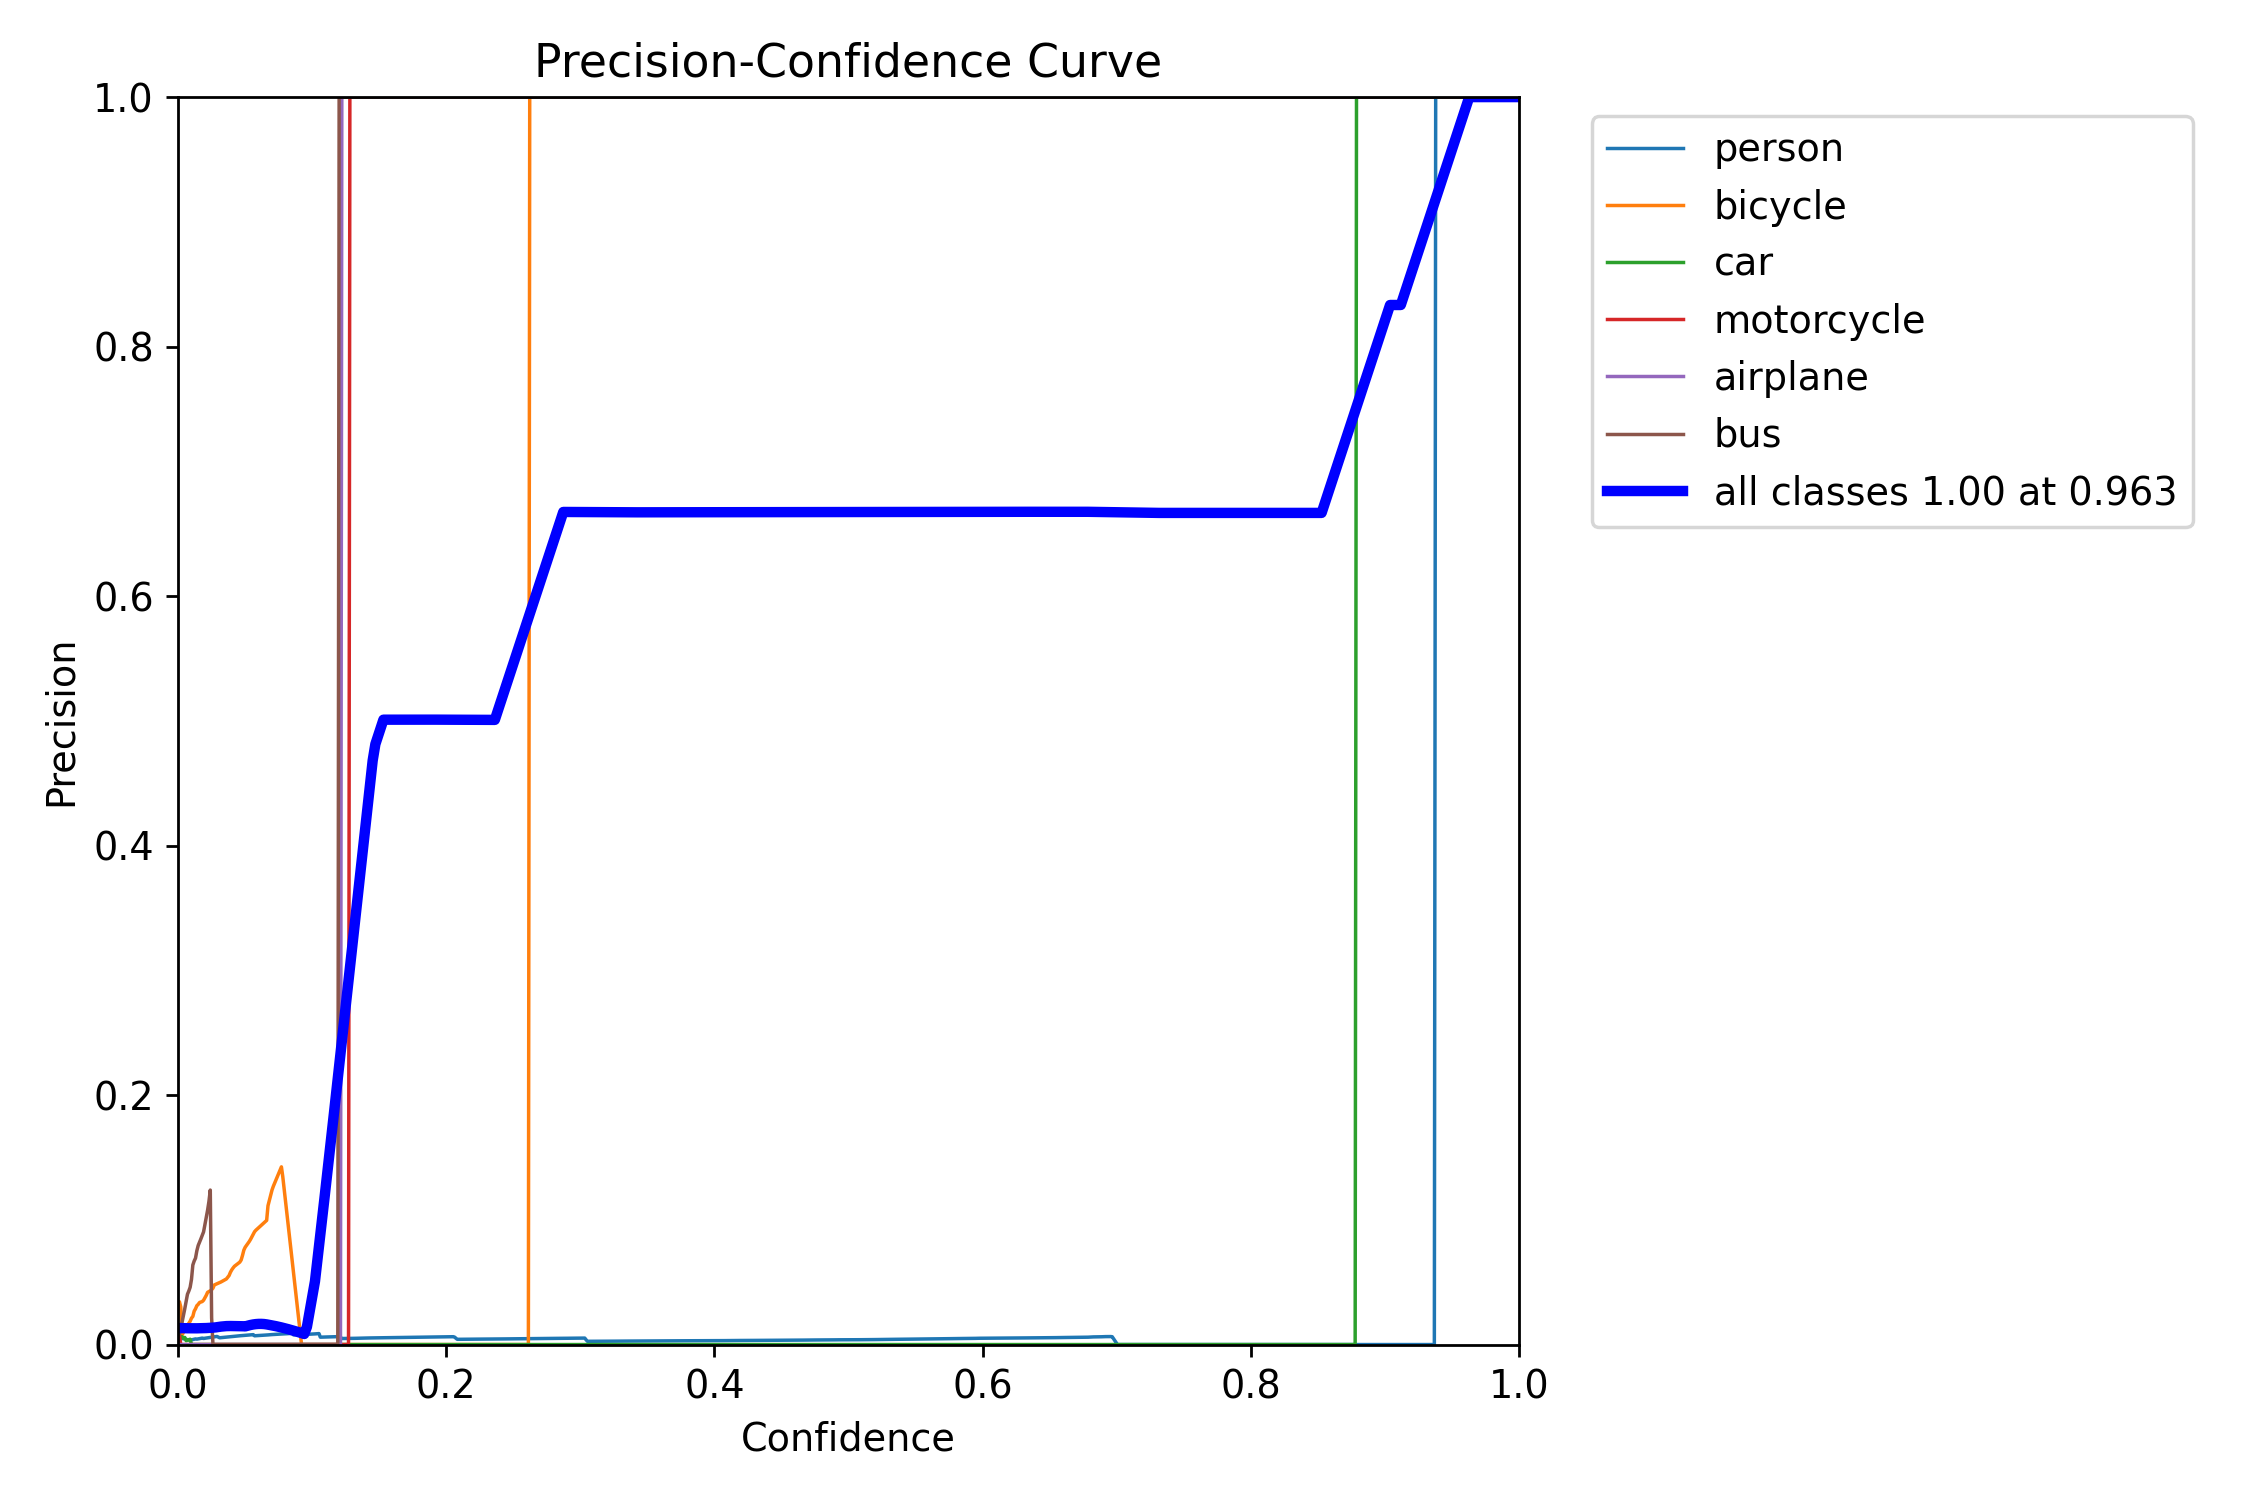 Precision-Confidence Curve
1.0
0.8
0.6
0.4
0.2
0.0
Precision
0.0 0.2 0.4 0.6 0.8 1.0
Confidence
person
bicycle
car
motorcycle
airplane
bus
all classes 1.00 at 0.963